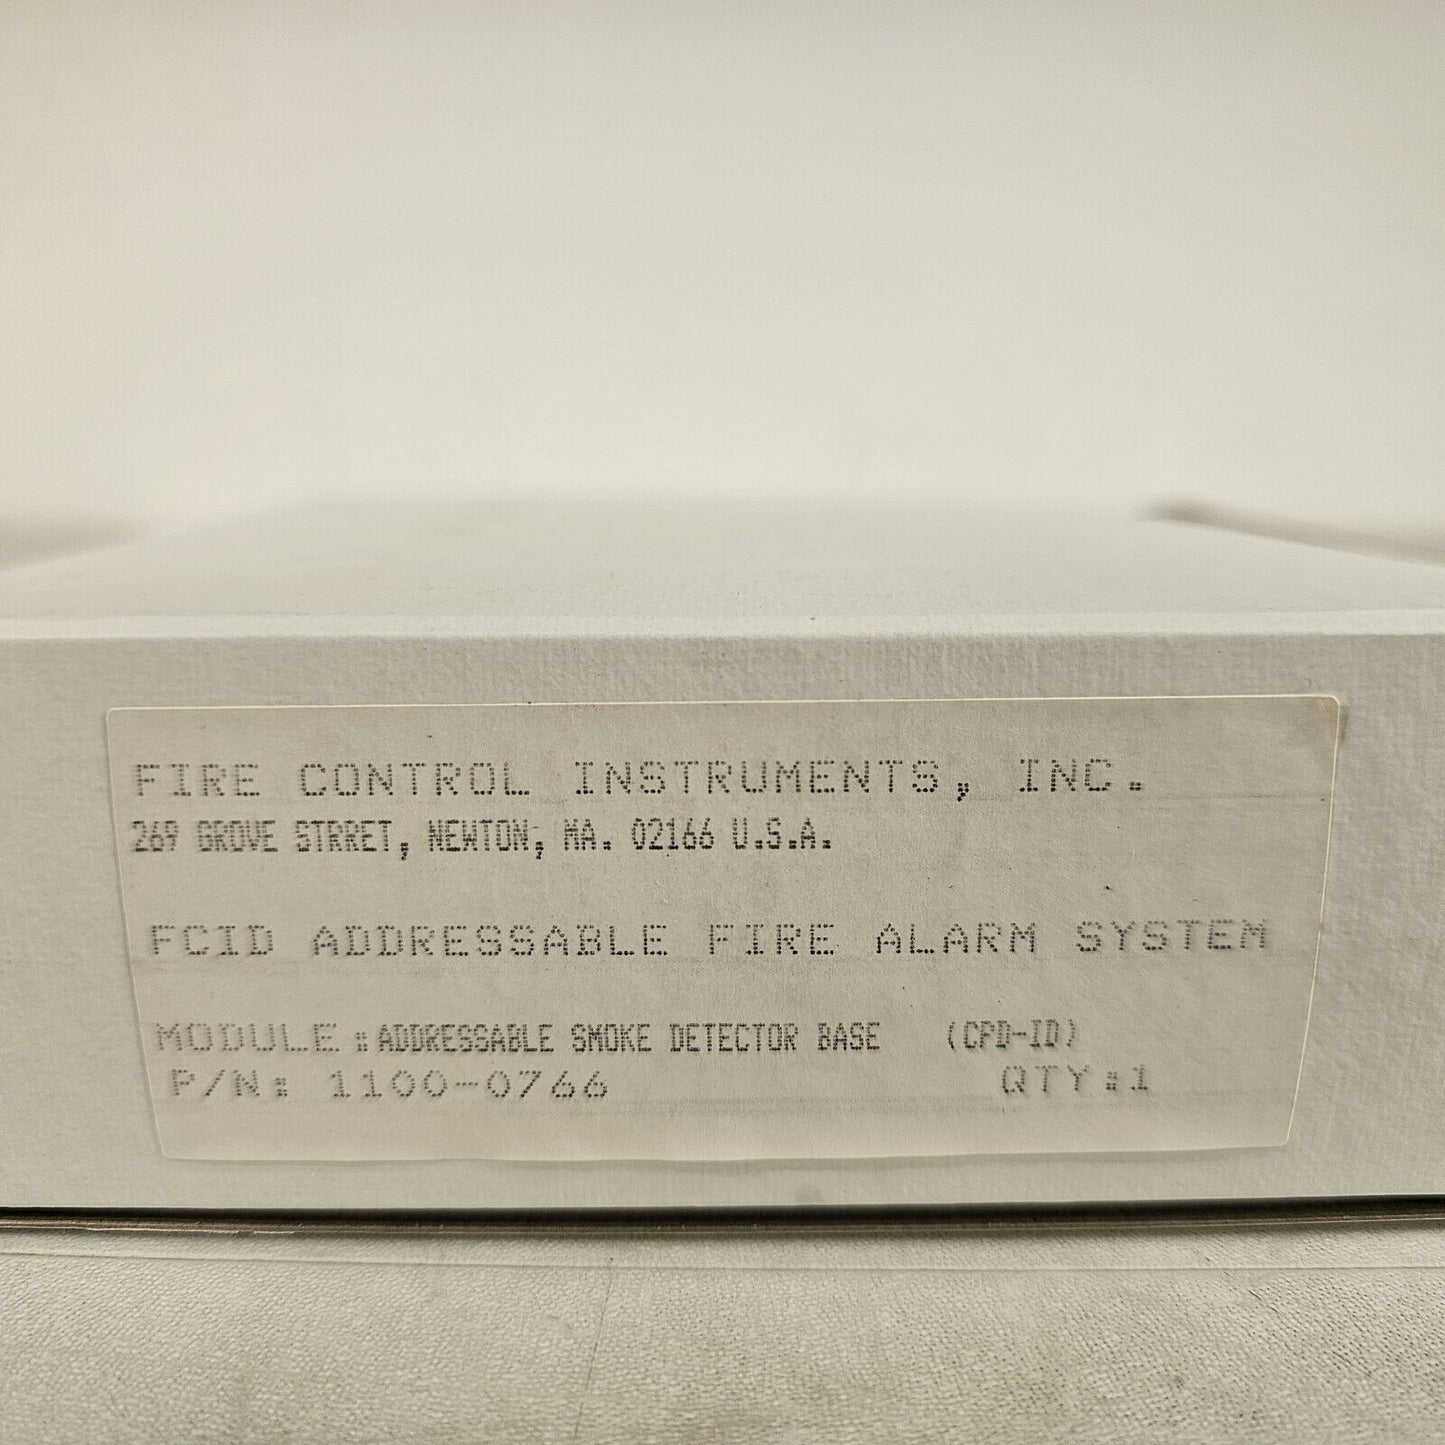 FIRE CONTROL INSTRUMENTS, INC.
269 GROVE STRRET, NEWTON, MA. 02166 U.S.A.
FCID ADDRESSABLE FIRE ALARM SYSTEM
MODULE:ADDRESSABLE SMOKE DETECTOR BASE (CPD-ID)
P/N: 1100-0766 QTY:1